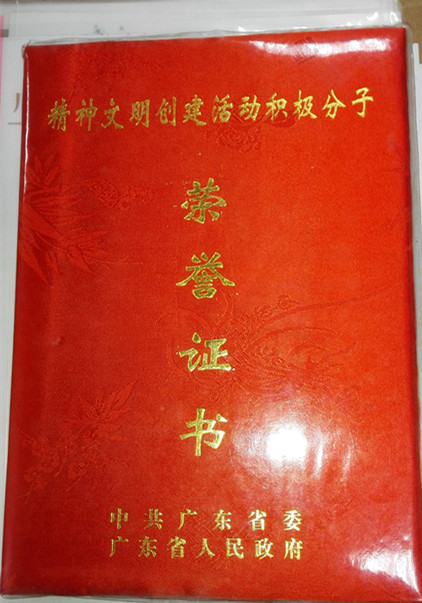 精神文明创建活动积极分子
荣誉证书
中共广东省委
广东省人民政府